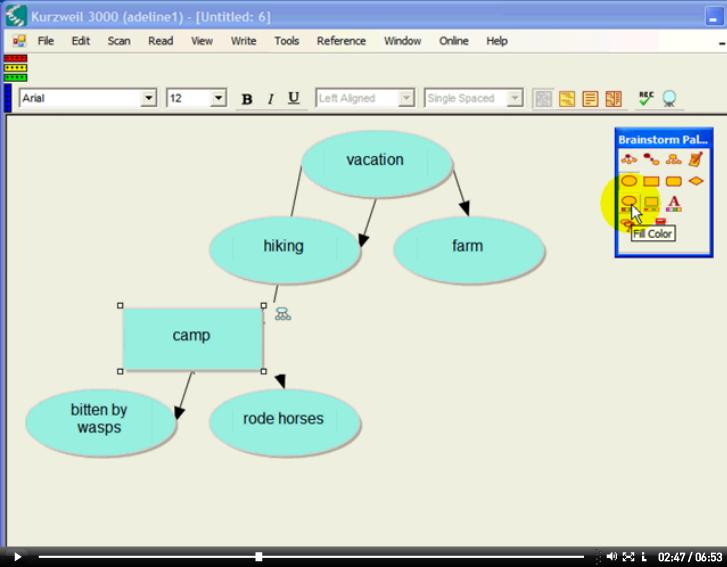 Kurzweil 3000 (adeline1) - [Untitled: 6]
File Edit Scan Read View Write Tools Reference Window Online Help
Arial 12 B I U Left Aligned Single Spaced REC
Brainstorm Pal...
A
Fill Color
vacation
hiking
farm
camp
bitten by
wasps
rode horses
02:47 / 06:53